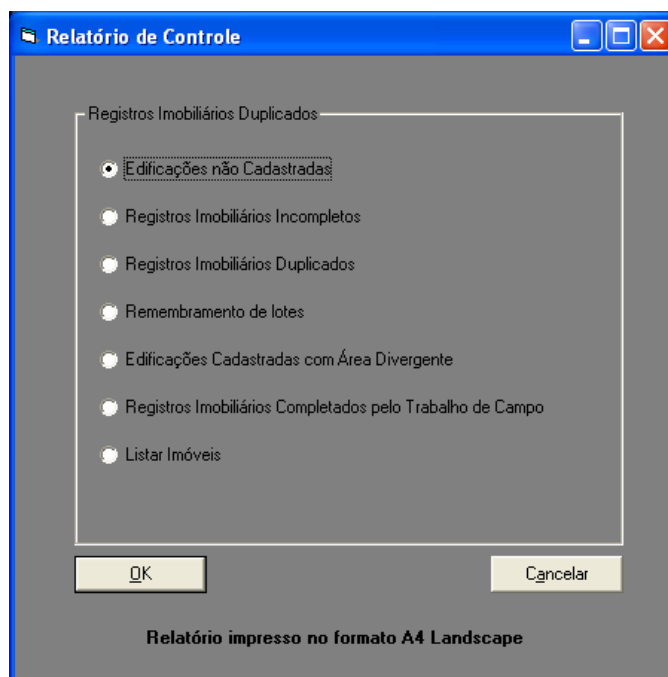 Relatório de Controle
Registros Imobiliários Duplicados
Edificações não Cadastradas
Registros Imobiliários Incompletos
Registros Imobiliários Duplicados
Remembramento de lotes
Edificações Cadastradas com Área Divergente
Registros Imobiliários Completados pelo Trabalho de Campo
Listar Imóveis
OK
Cancelar
Relatório impresso no formato A4 Landscape